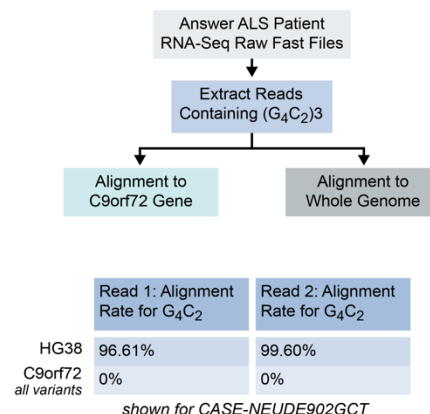 Answer ALS Patient
RNA-Seq Raw Fast Files
Extract Reads
Containing (G₄C₂)3
Alignment to
C9orf72 Gene
Alignment to
Whole Genome
Read 1: Alignment
Rate for G₄C₂
Read 2: Alignment
Rate for G₄C₂
HG38 96.61% 99.60%
C9orf72 0% 0%
all variants
shown for CASE-NEUDE902GCT